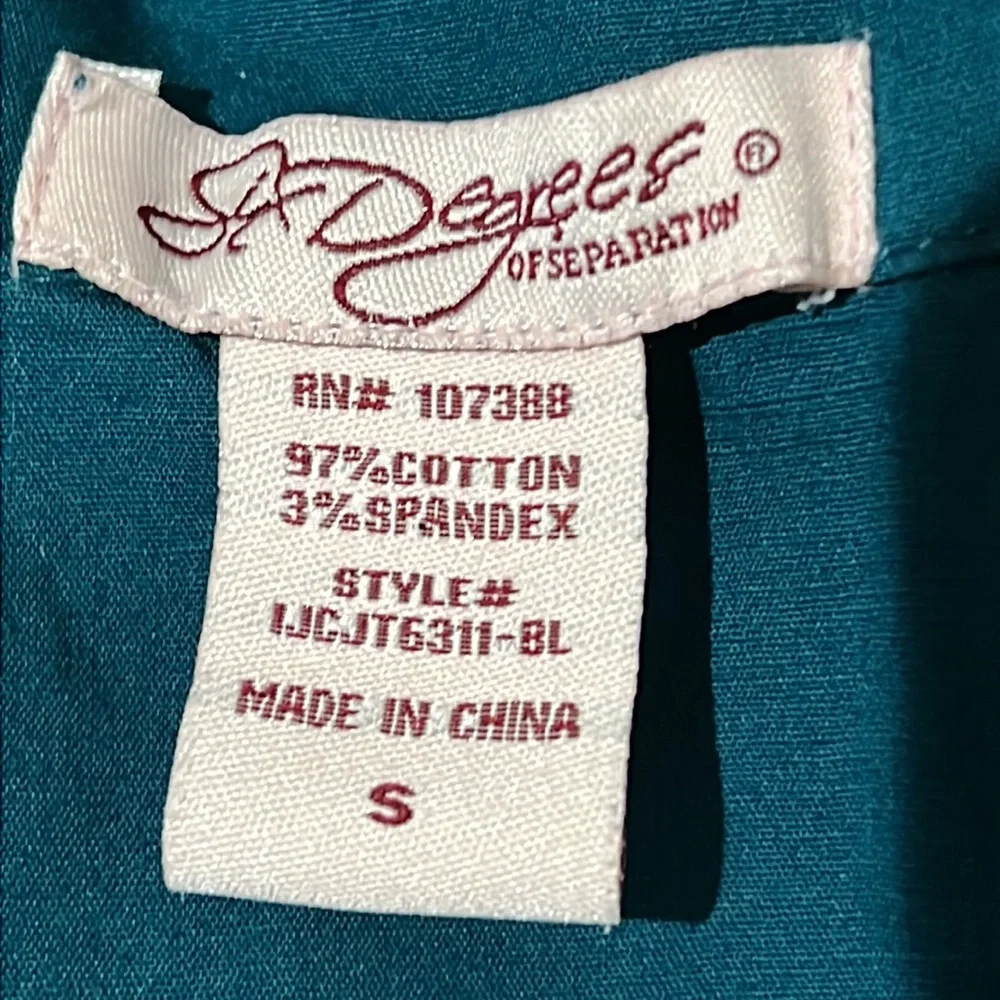 Degrees ®
OF SEPARATION
RN# 107388
97%COTTON
3%SPANDEX
STYLE#
IJCJT6311-8L
MADE IN CHINA
S